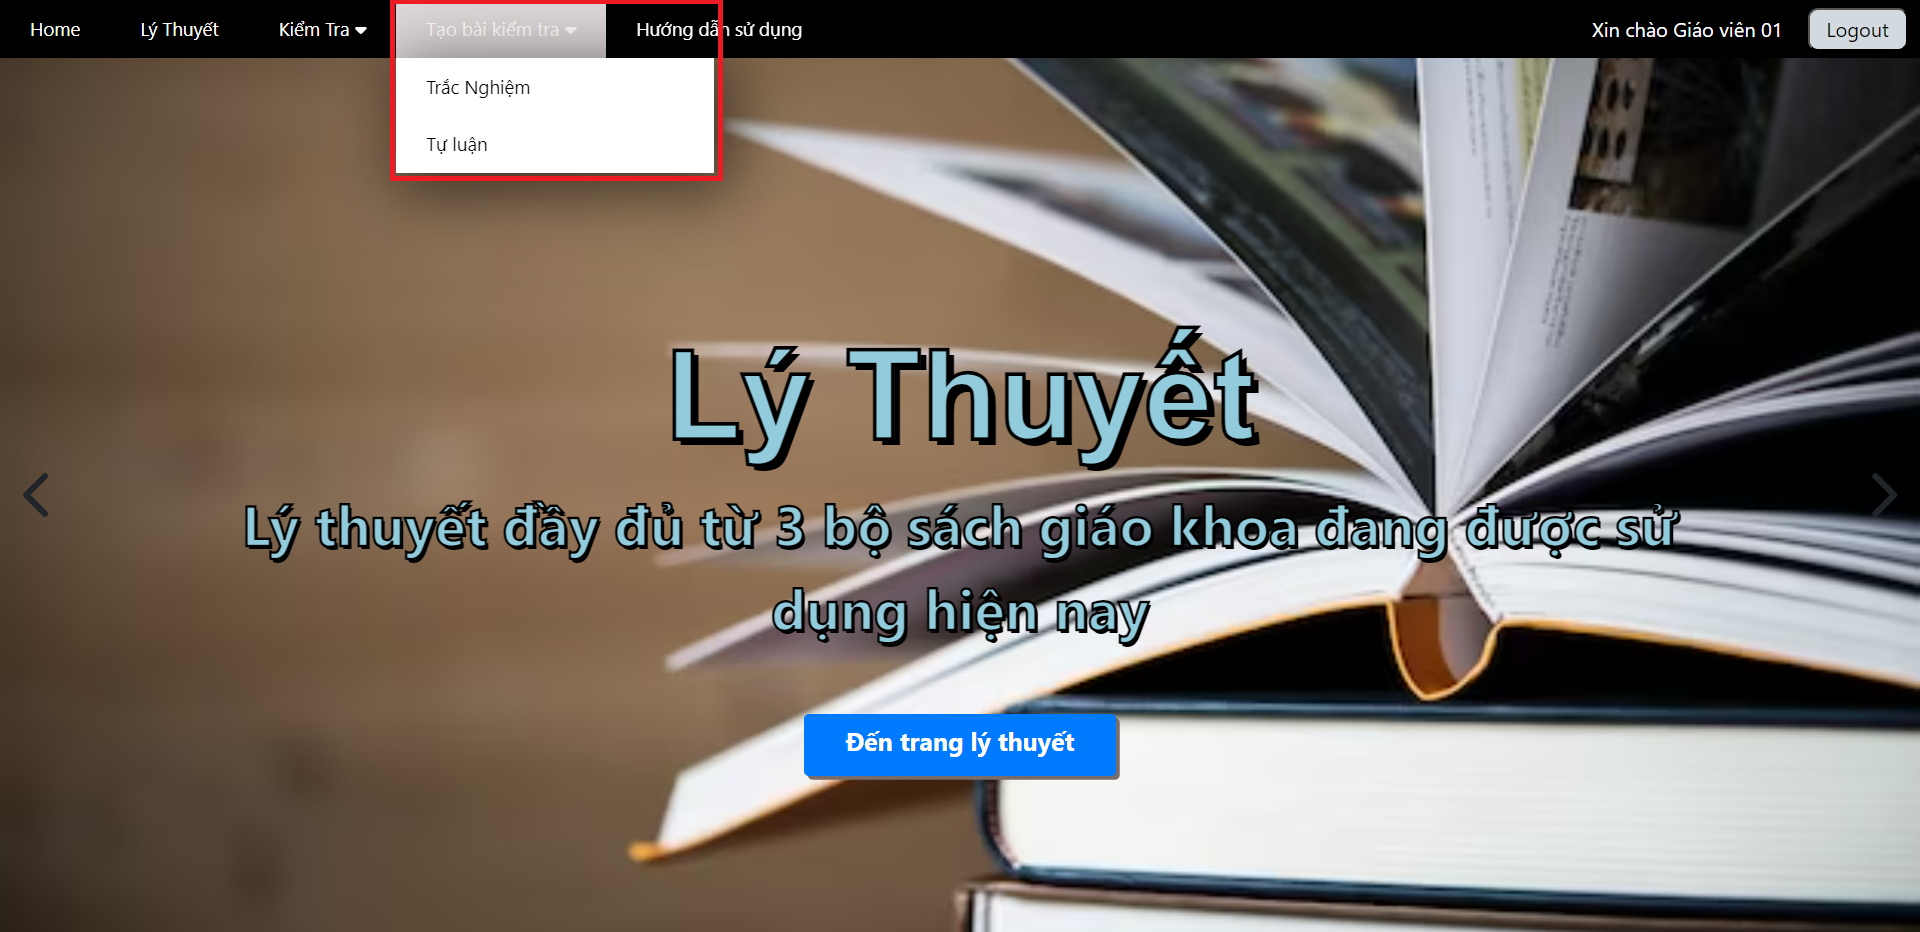 Home Lý Thuyết Kiểm Tra Tạo bài kiểm tra Hướng dẫn sử dụng Xin chào Giáo viên 01 Logout
Trắc Nghiệm
Tự luận
Lý Thuyết
Lý thuyết đầy đủ từ 3 bộ sách giáo khoa đang được sử
dụng hiện nay
Đến trang lý thuyết